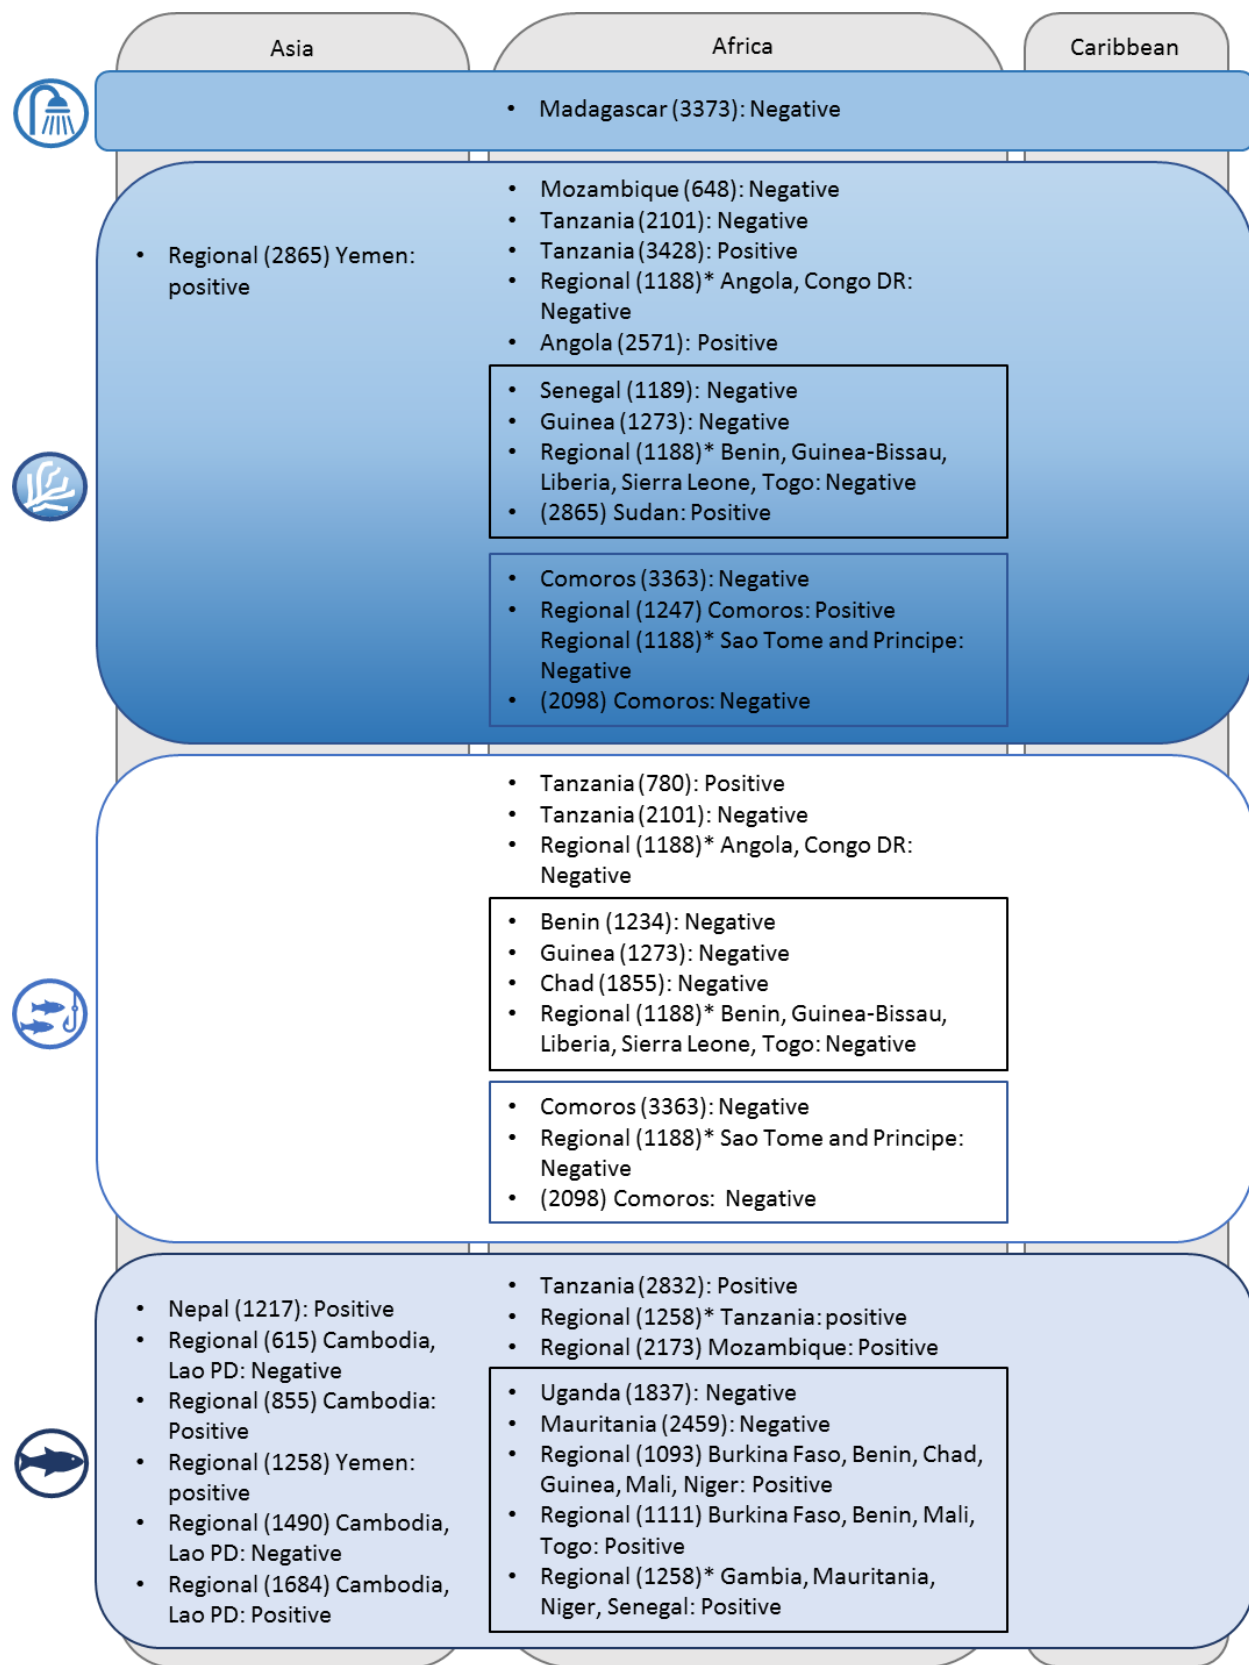 Asia
Africa
Caribbean
• Madagascar (3373): Negative
• Regional (2865) Yemen:
positive
• Mozambique (648): Negative
• Tanzania (2101): Negative
• Tanzania (3428): Positive
• Regional (1188)* Angola, Congo DR:
Negative
• Angola (2571): Positive
• Senegal (1189): Negative
• Guinea (1273): Negative
• Regional (1188)* Benin, Guinea-Bissau,
Liberia, Sierra Leone, Togo: Negative
• (2865) Sudan: Positive
• Comoros (3363): Negative
• Regional (1247) Comoros: Positive
Regional (1188)* Sao Tome and Principe:
Negative
• (2098) Comoros: Negative
• Tanzania (780): Positive
• Tanzania (2101): Negative
• Regional (1188)* Angola, Congo DR:
Negative
• Benin (1234): Negative
• Guinea (1273): Negative
• Chad (1855): Negative
• Regional (1188)* Benin, Guinea-Bissau,
Liberia, Sierra Leone, Togo: Negative
• Comoros (3363): Negative
• Regional (1188)* Sao Tome and Principe:
Negative
• (2098) Comoros: Negative
• Nepal (1217): Positive
• Regional (615) Cambodia,
Lao PD: Negative
• Regional (855) Cambodia:
Positive
• Regional (1258) Yemen:
positive
• Regional (1490) Cambodia,
Lao PD: Negative
• Regional (1684) Cambodia,
Lao PD: Positive
• Tanzania (2832): Positive
• Regional (1258)* Tanzania: positive
• Regional (2173) Mozambique: Positive
• Uganda (1837): Negative
• Mauritania (2459): Negative
• Regional (1093) Burkina Faso, Benin, Chad,
Guinea, Mali, Niger: Positive
• Regional (1111) Burkina Faso, Benin, Mali,
Togo: Positive
• Regional (1258)* Gambia, Mauritania,
Niger, Senegal: Positive